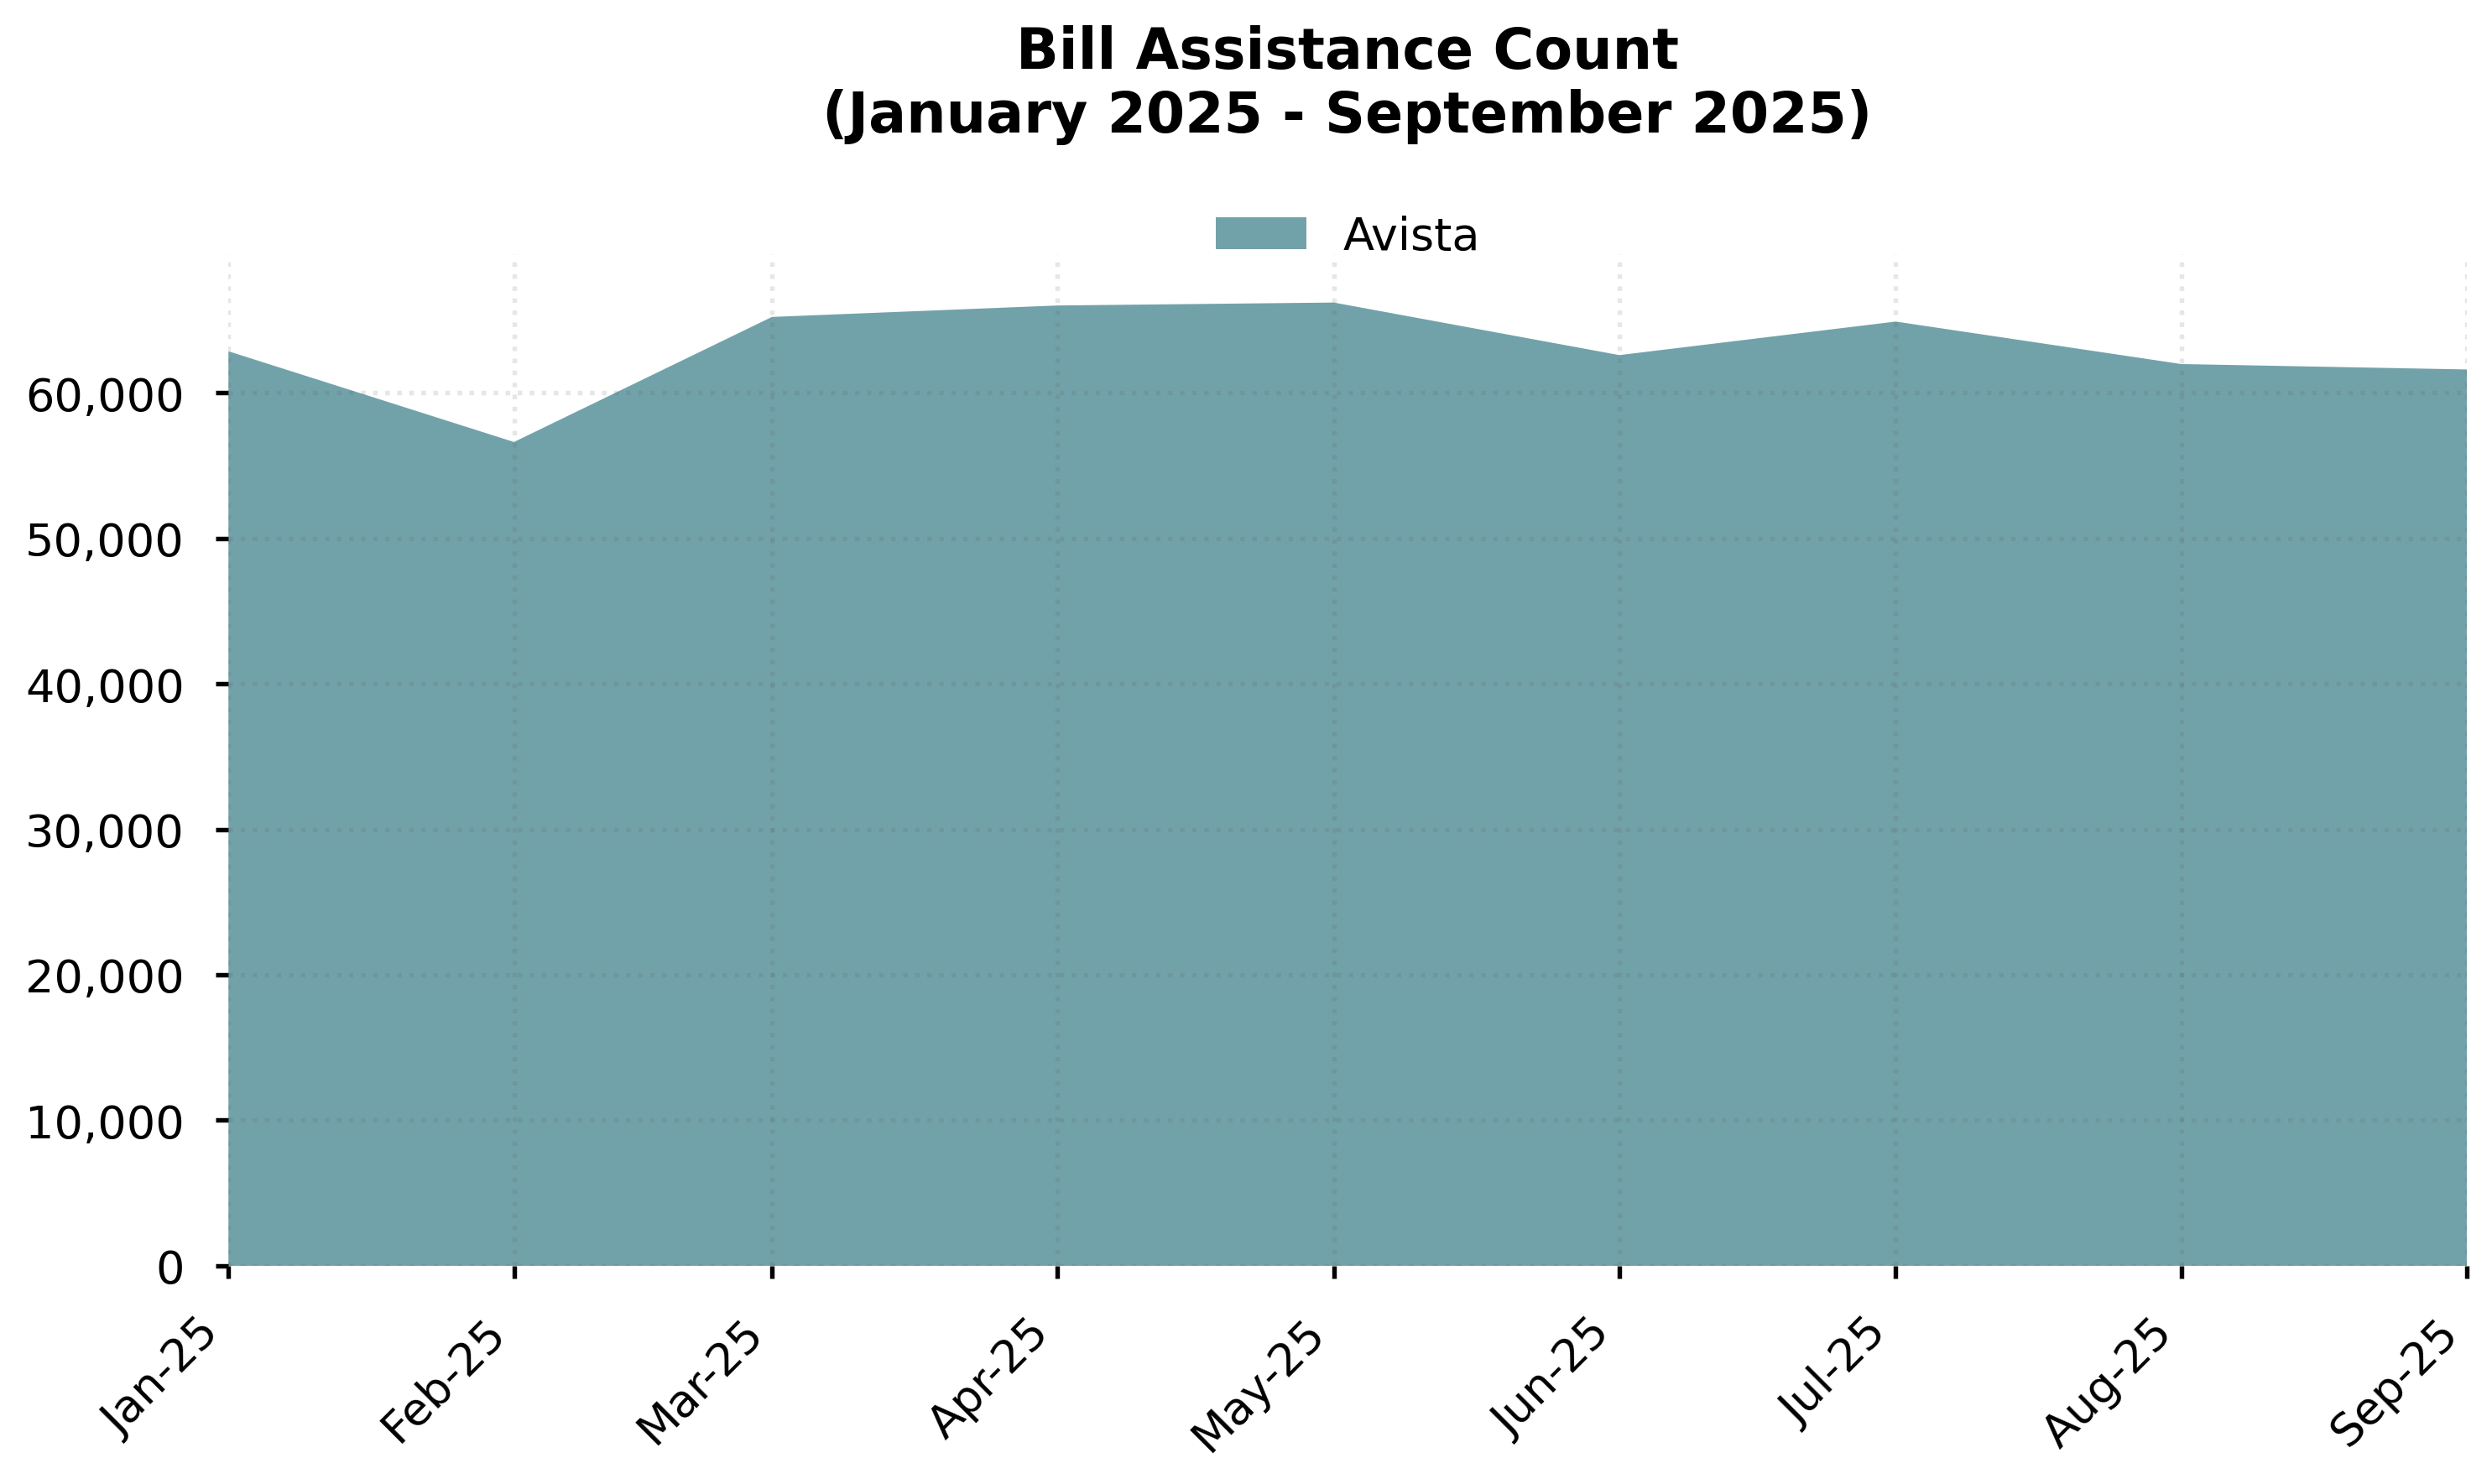 Bill Assistance Count
(January 2025 - September 2025)
Avista
60,000
50,000
40,000
30,000
20,000
10,000
0
Jan-25
Feb-25
Mar-25
Apr-25
May-25
Jun-25
Jul-25
Aug-25
Sep-25